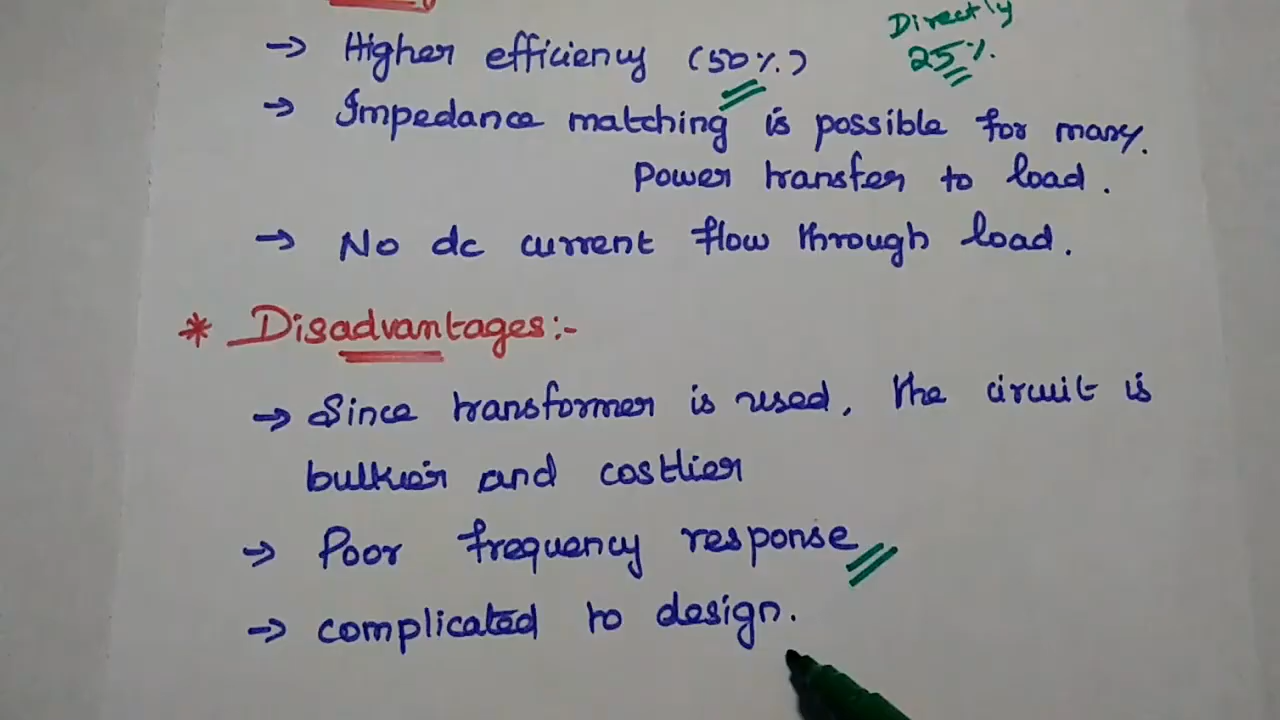 Directly
25%.
→ Higher efficiency (50%.)
→ Impedance matching is possible for many.
power transfer to load.
→ No dc current flow through load.
* Disadvantages:-
→ Since transformer is used, the circuit is
bulkier and costlier
→ Poor frequency response
→ complicated to design.